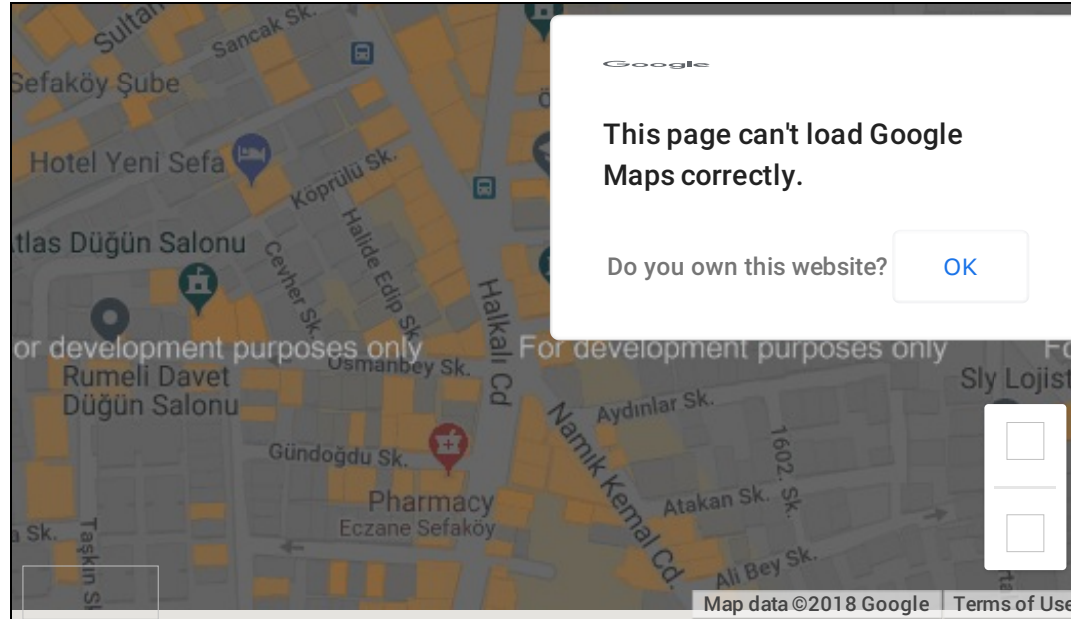 Sultan
Sancak Sk.
Sefaköy Şube
Hotel Yeni Sefa
Köprülü Sk.
Halide Edip Sk.
Cevher Sk.
tlas Düğün Salonu
Halkalı Cd
Google
This page can't load Google
Maps correctly.
Do you own this website?
OK
or development purposes only
For development purposes only
Fo
Rumeli Davet
Düğün Salonu
Osmanbey Sk.
Sly Lojist
Aydınlar Sk.
Namık Kemal Cd.
1602. Sk.
Gündoğdu Sk.
Pharmacy
Eczane Sefaköy
Atakan Sk.
a Sk.
Taşkın Sk
Ali Bey Sk.
rta
Map data ©2018 Google
Terms of Use